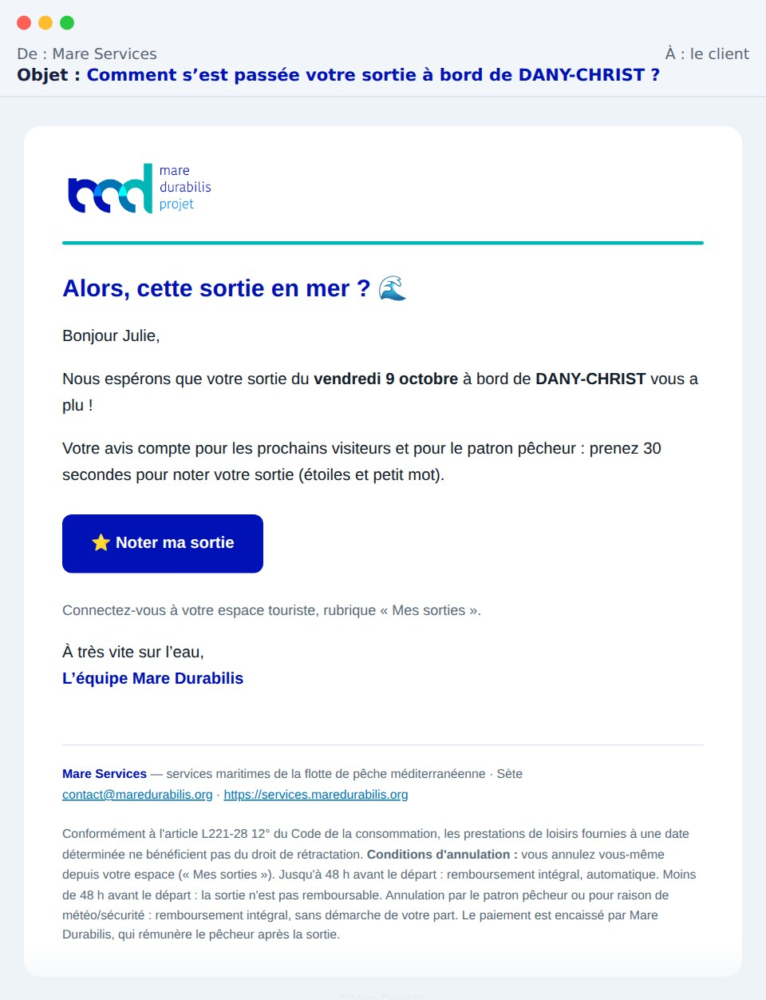 De : Mare Services
À : le client
Objet : Comment s’est passée votre sortie à bord de DANY-CHRIST ?
mare
durabilis
projet
Alors, cette sortie en mer ? 🌊
Bonjour Julie,
Nous espérons que votre sortie du vendredi 9 octobre à bord de DANY-CHRIST vous a
plu !
Votre avis compte pour les prochains visiteurs et pour le patron pêcheur : prenez 30
secondes pour noter votre sortie (étoiles et petit mot).
⭐ Noter ma sortie
Connectez-vous à votre espace touriste, rubrique « Mes sorties ».
À très vite sur l’eau,
L’équipe Mare Durabilis
Mare Services — services maritimes de la flotte de pêche méditerranéenne · Sète
contact@maredurabilis.org · https://services.maredurabilis.org
Conformément à l'article L221-28 12° du Code de la consommation, les prestations de loisirs fournies à une date
déterminée ne bénéficient pas du droit de rétractation. Conditions d'annulation : vous annulez vous-même
depuis votre espace (« Mes sorties »). Jusqu'à 48 h avant le départ : remboursement intégral, automatique. Moins
de 48 h avant le départ : la sortie n'est pas remboursable. Annulation par le patron pêcheur ou pour raison de
météo/sécurité : remboursement intégral, sans démarche de votre part. Le paiement est encaissé par Mare
Durabilis, qui rémunère le pêcheur après la sortie.